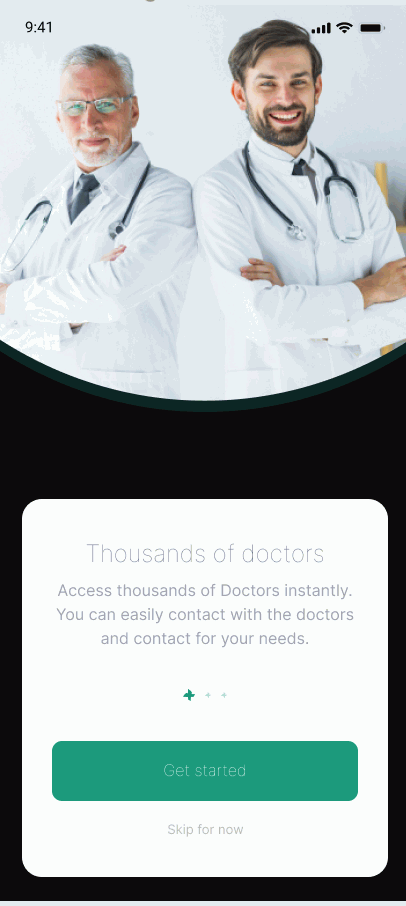 9:41
Thousands of doctors
Access thousands of Doctors instantly.
You can easily contact with the doctors
and contact for your needs.
Get started
Skip for now